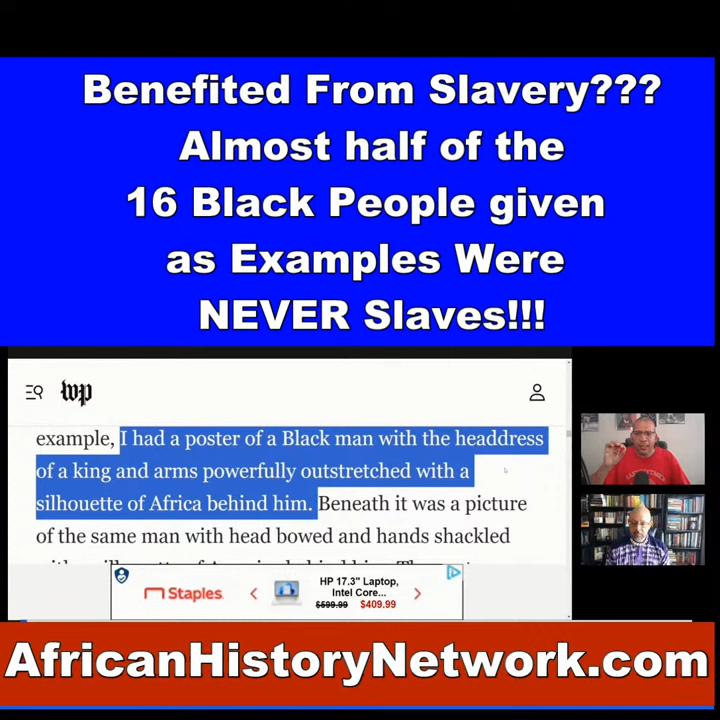 Benefited From Slavery???
Almost half of the
16 Black People given
as Examples Were
NEVER Slaves!!!
wp
example, I had a poster of a Black man with the headdress
of a king and arms powerfully outstretched with a
silhouette of Africa behind him. Beneath it was a picture
of the same man with head bowed and hands shackled
Staples
HP 17.3" Laptop,
Intel Core...
$599.99 $409.99
AfricanHistoryNetwork.com